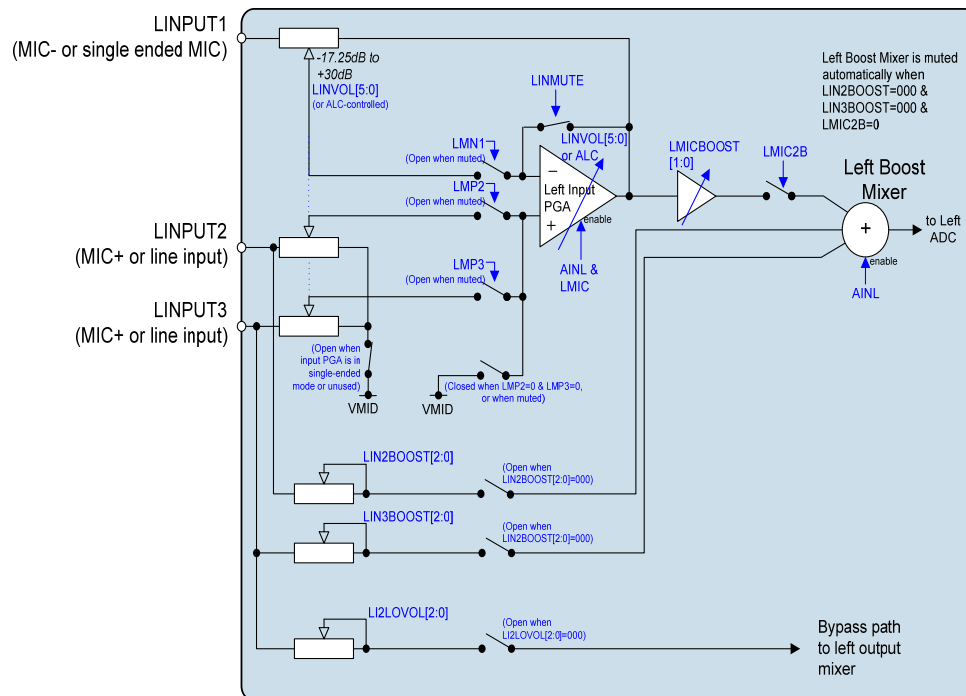 LINPUT1
(MIC- or single ended MIC)
-17.25dB to
+30dB
LINVOL[5:0]
(or ALC-controlled)
Left Boost Mixer is muted
automatically when
LIN2BOOST=000 &
LIN3BOOST=000 &
LMIC2B=0
LINMUTE
LINVOL[5:0]
or ALC
LMN1
(Open when muted)
LMP2
(Open when muted)
−
Left Input
PGA
+
enable
LMICBOOST
[1:0]
LMIC2B
Left Boost
Mixer
+
enable
to Left
ADC
AINL
LINPUT2
(MIC+ or line input)
LMP3
(Open when muted)
AINL &
LMIC
LINPUT3
(MIC+ or line input)
(Open when
input PGA is in
single-ended
mode or unused)
VMID
VMID
(Closed when LMP2=0 & LMP3=0,
or when muted)
LIN2BOOST[2:0]
(Open when
LIN2BOOST[2:0]=000)
LIN3BOOST[2:0]
(Open when
LIN2BOOST[2:0]=000)
LI2LOVOL[2:0]
(Open when
LI2LOVOL[2:0]=000)
Bypass path
to left output
mixer